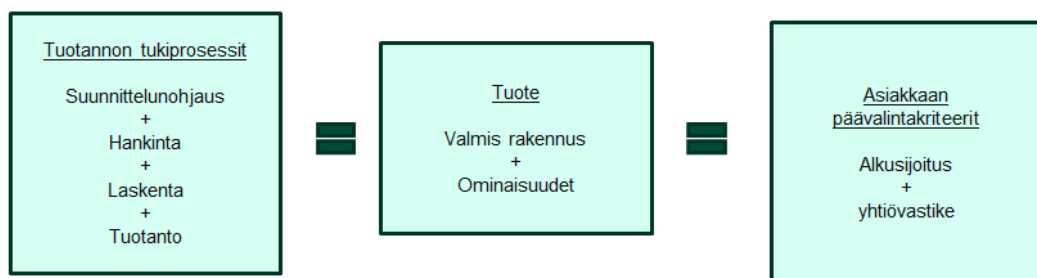 Tuotannon tukiprosessit
Suunnittelunohjaus
+
Hankinta
+
Laskenta
+
Tuotanto
Tuote
Valmis rakennus
+
Ominaisuudet
Asiakkaan
päävalintakriteerit
Alkusijoitus
+
yhtiövastike